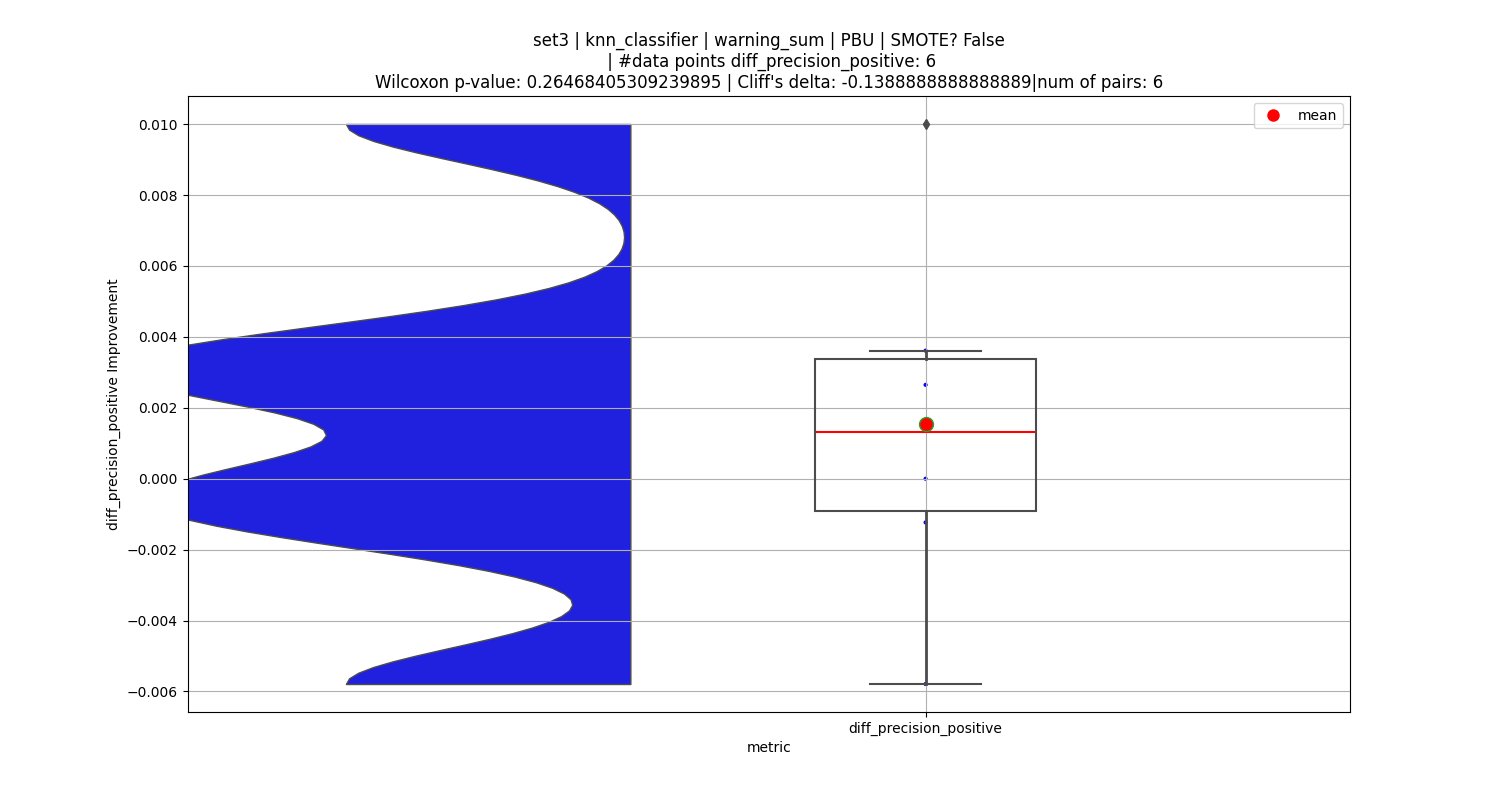 set3 | knn_classifier | warning_sum | PBU | SMOTE? False
| #data points diff_precision_positive: 6
Wilcoxon p-value: 0.26468405309239895 | Cliff's delta: -0.1388888888888889|num of pairs: 6
mean
0.010
0.008
0.006
0.004
0.002
0.000
−0.002
−0.004
−0.006
diff_precision_positive Improvement
diff_precision_positive
metric